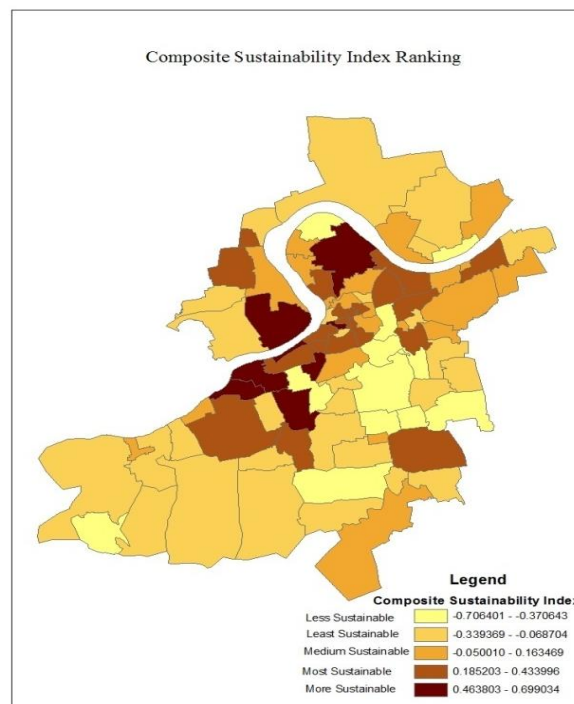 Composite Sustainability Index Ranking
Legend
Composite Sustainability Index
Less Sustainable -0.706401 - -0.370643
Least Sustainable -0.339369 - -0.068704
Medium Sustainable -0.050010 - 0.163469
Most Sustainable 0.185203 - 0.433996
More Sustainable 0.463803 - 0.699034